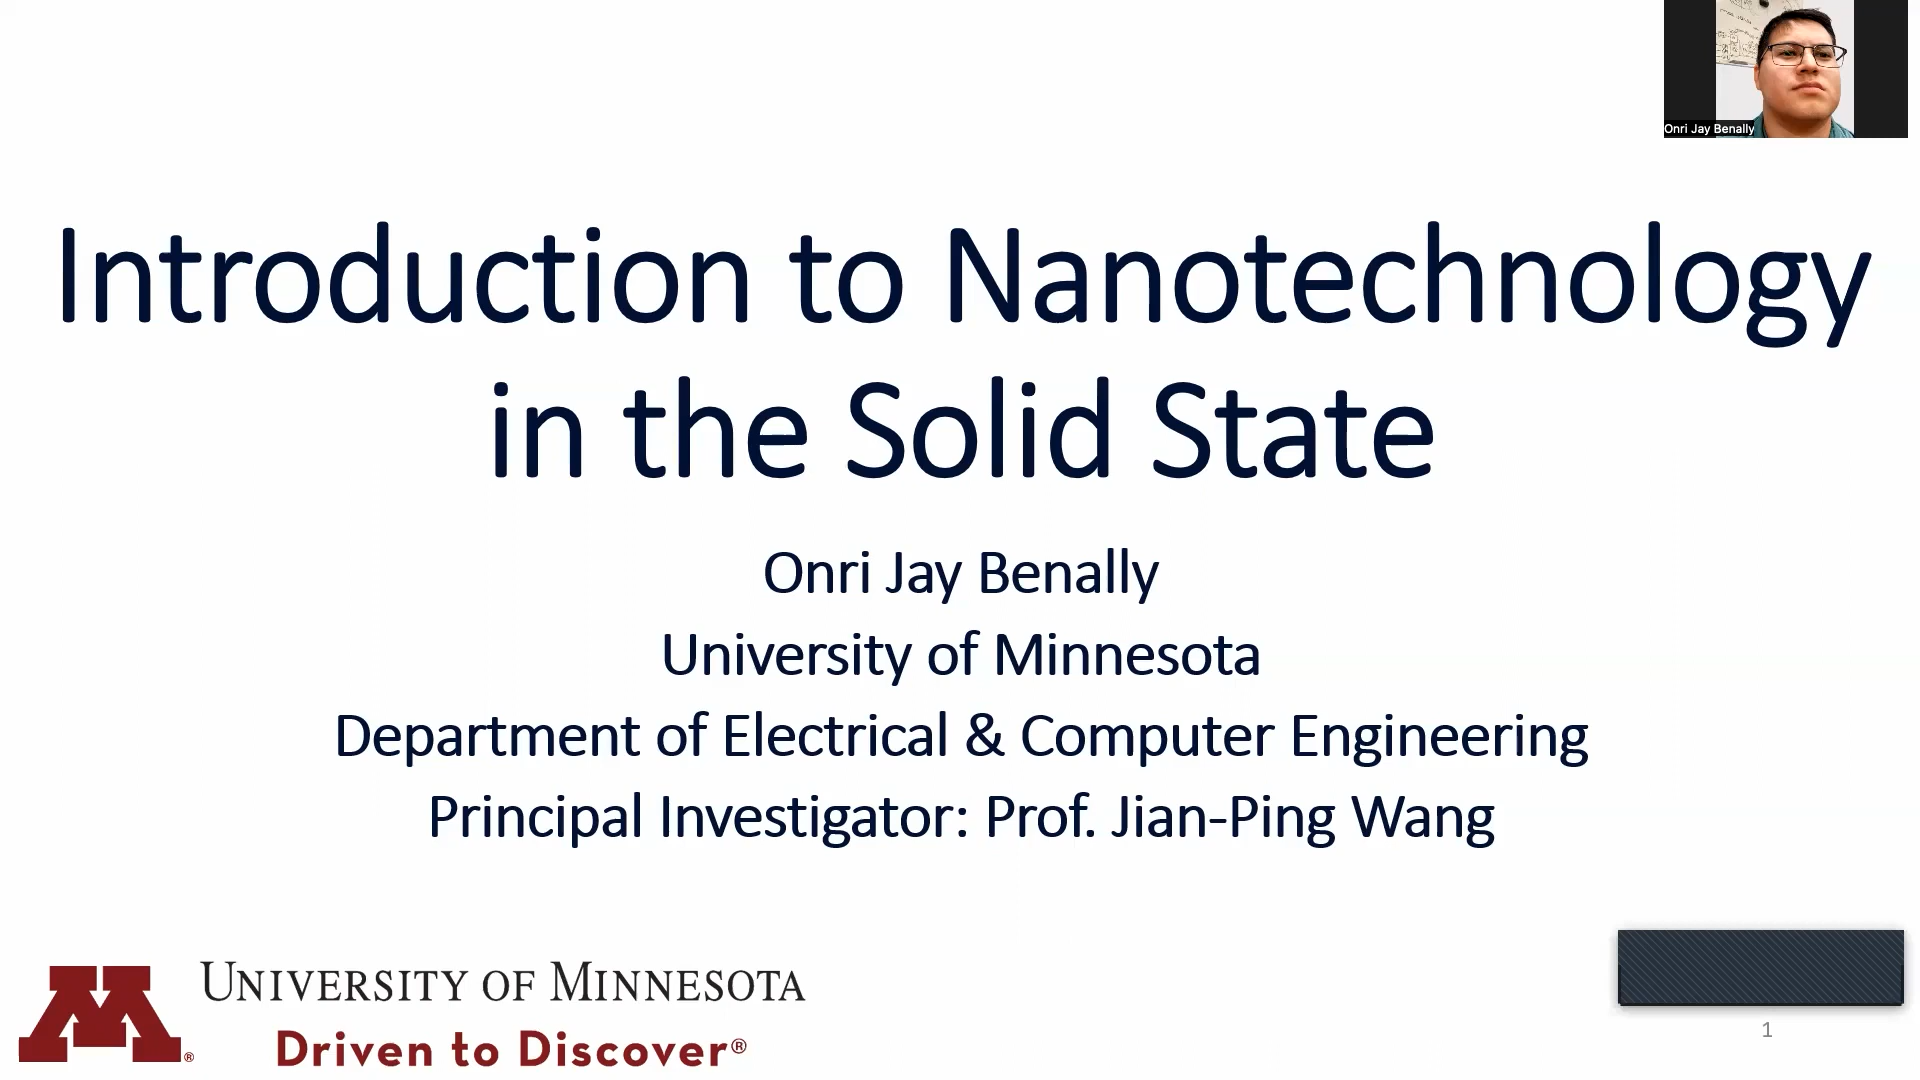 Onri Jay Benally
Introduction to Nanotechnology
in the Solid State
Onri Jay Benally
University of Minnesota
Department of Electrical & Computer Engineering
Principal Investigator: Prof. Jian-Ping Wang
M®
UNIVERSITY OF MINNESOTA
Driven to Discover®
1